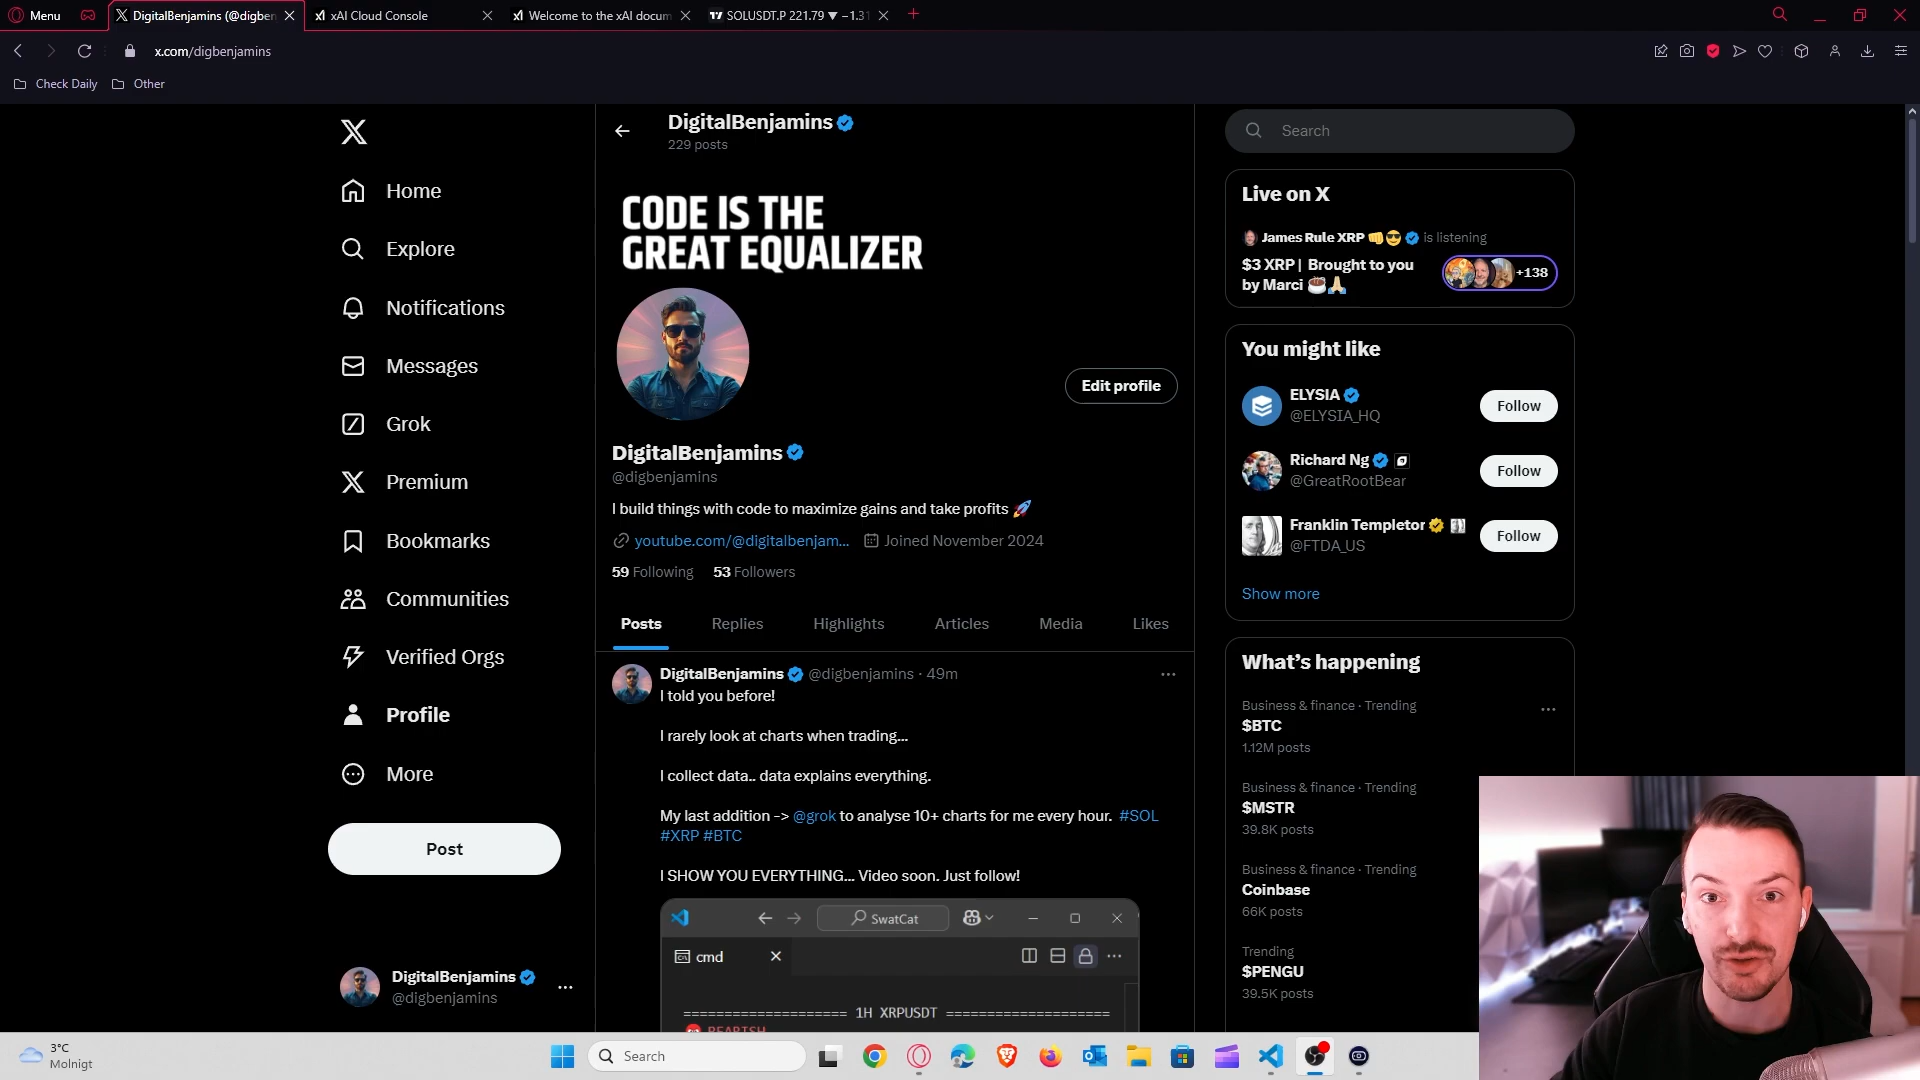 Menu
DigitalBenjamins (@digben
xAI Cloud Console
Welcome to the xAI docum
SOLUSDT.P 221.79 ▼ −1.31
x.com/digbenjamins
Check Daily
Other
Home
Explore
Notifications
Messages
Grok
Premium
Bookmarks
Communities
Verified Orgs
Profile
More
Post
DigitalBenjamins
@digbenjamins
DigitalBenjamins
229 posts
CODE IS THE
GREAT EQUALIZER
Edit profile
DigitalBenjamins
@digbenjamins
I build things with code to maximize gains and take profits 🚀
youtube.com/@digitalbenjam... Joined November 2024
59 Following 53 Followers
Posts Replies Highlights Articles Media Likes
DigitalBenjamins @digbenjamins · 49m
I told you before!
I rarely look at charts when trading...
I collect data.. data explains everything.
My last addition -> @grok to analyse 10+ charts for me every hour. #SOL
#XRP #BTC
I SHOW YOU EVERYTHING... Video soon. Just follow!
SwatCat
cmd
==================== 1H XRPUSDT ====================
BEARISH
Search
Live on X
James Rule XRP 👊😎 is listening
$3 XRP | Brought to you
by Marci ☕🙏🏻
+138
You might like
ELYSIA
@ELYSIA_HQ
Follow
Richard Ng
@GreatRootBear
Follow
Franklin Templetor
@FTDA_US
Follow
Show more
What's happening
Business & finance · Trending
$BTC
1.12M posts
Business & finance · Trending
$MSTR
39.8K posts
Business & finance · Trending
Coinbase
66K posts
Trending
$PENGU
39.5K posts
3°C
Molnigt
Search